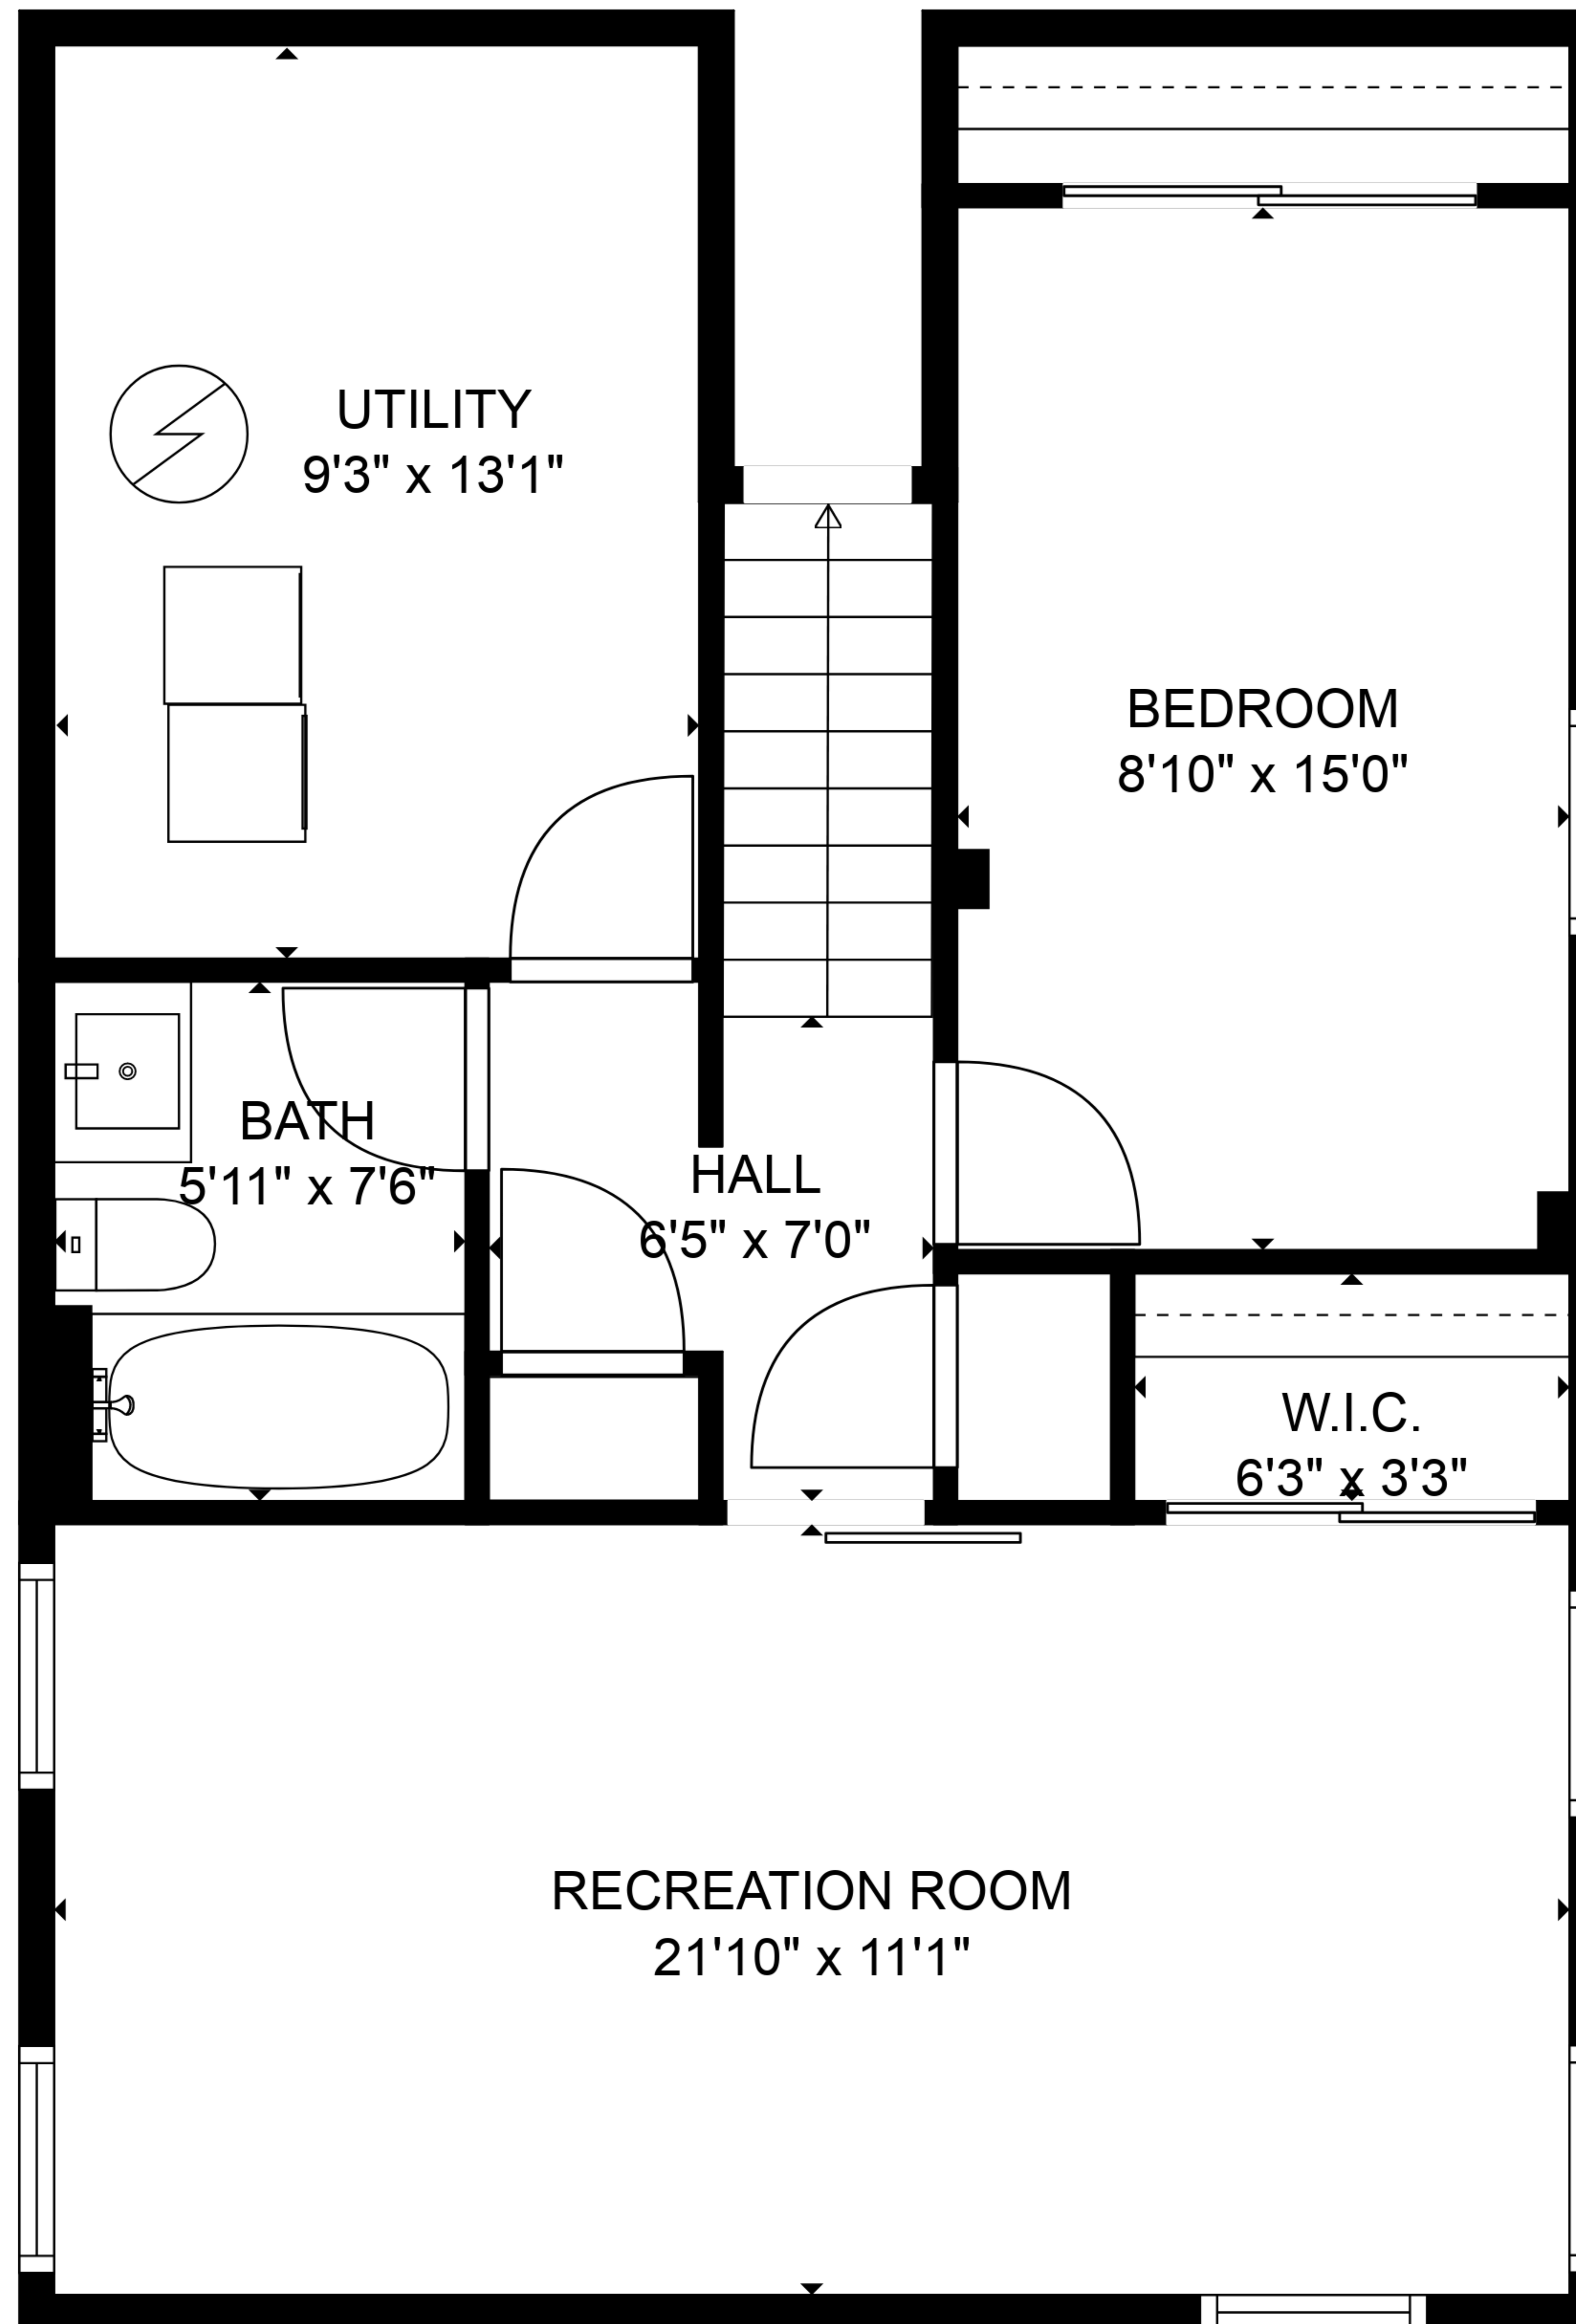 UTILITY
9'3" x 13'1"
BEDROOM
8'10" x 15'0"
BATH
5'11" x 7'6"
HALL
6'5" x 7'0"
W.I.C.
6'3" x 3'3"
RECREATION ROOM
21'10" x 11'1"